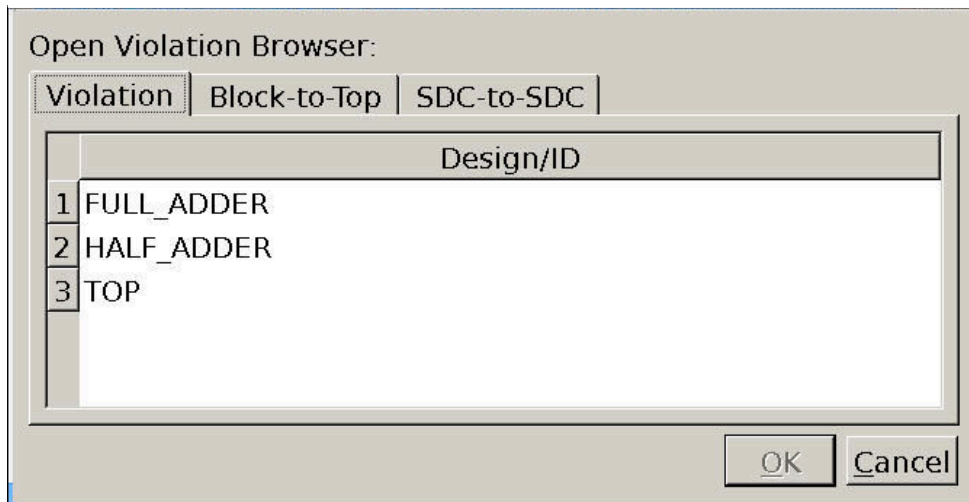 Open Violation Browser:
Violation Block-to-Top SDC-to-SDC
Design/ID
1 FULL_ADDER
2 HALF_ADDER
3 TOP
OK Cancel